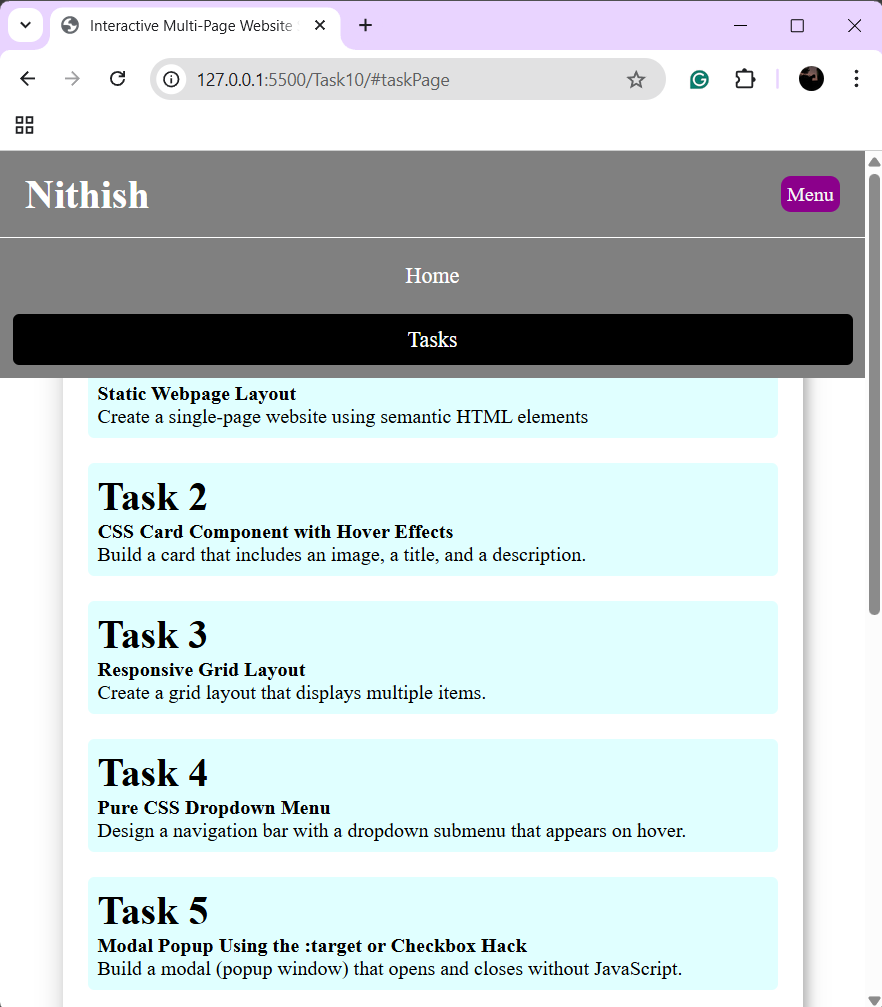 Interactive Multi-Page Website
127.0.0.1:5500/Task10/#taskPage
Nithish
Menu
Home
Tasks
Static Webpage Layout
Create a single-page website using semantic HTML elements
Task 2
CSS Card Component with Hover Effects
Build a card that includes an image, a title, and a description.
Task 3
Responsive Grid Layout
Create a grid layout that displays multiple items.
Task 4
Pure CSS Dropdown Menu
Design a navigation bar with a dropdown submenu that appears on hover.
Task 5
Modal Popup Using the :target or Checkbox Hack
Build a modal (popup window) that opens and closes without JavaScript.